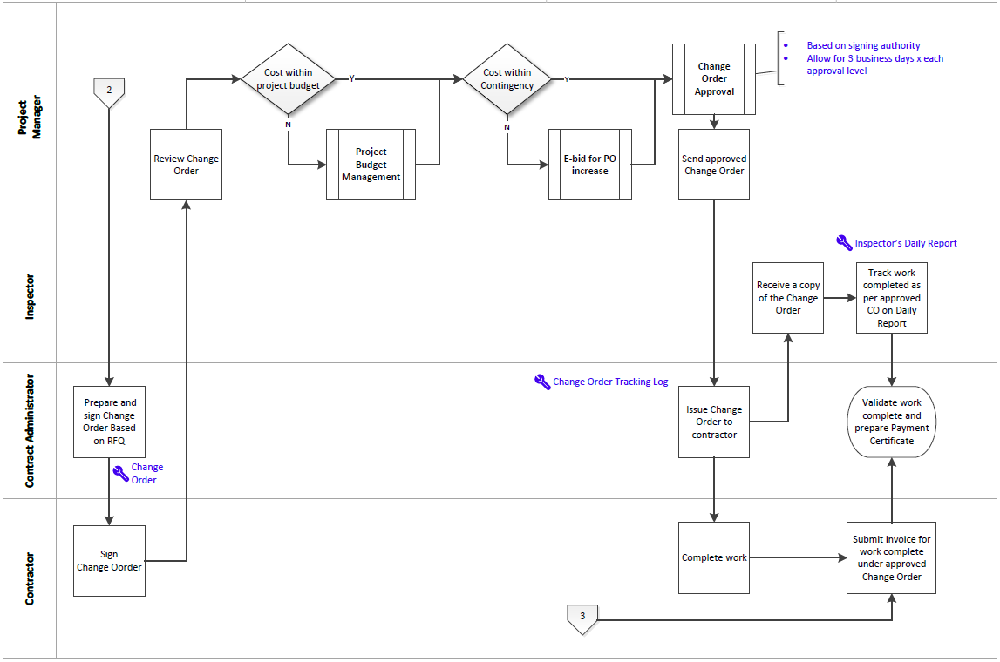 Project
Manager
2
Review Change
Order
Cost within
project budget
Y
N
Project
Budget
Management
Cost within
Contingency
Y
N
E-bid for PO
increase
Change
Order
Approval
• Based on signing authority
• Allow for 3 business days x each
approval level
Send approved
Change Order
Inspector
Receive a copy
of the Change
Order
Inspector's Daily Report
Track work
completed as
per approved
CO on Daily
Report
Contract Administrator
Prepare and
sign Change
Order Based
on RFQ
Change
Order
Change Order Tracking Log
Issue Change
Order to
contractor
Validate work
complete and
prepare Payment
Certificate
Contractor
Sign
Change Oorder
Complete work
Submit invoice for
work complete
under approved
Change Order
3